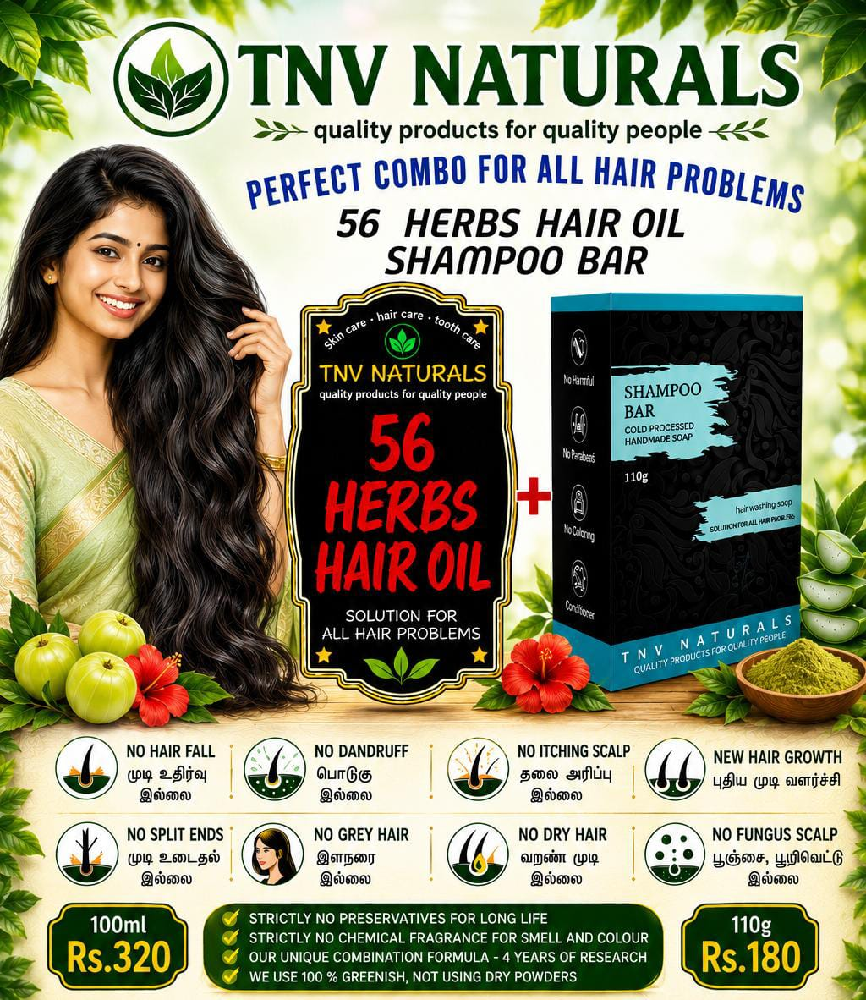 TNV NATURALS
quality products for quality people
PERFECT COMBO FOR ALL HAIR PROBLEMS
56 HERBS HAIR OIL
SHAMPOO BAR
Skin care · hair care · tooth care
TNV NATURALS
quality products for quality people
56
HERBS
HAIR OIL
SOLUTION FOR
ALL HAIR PROBLEMS
+
No Harmful
No Parabens
No Coloring
Conditioner
SHAMPOO
BAR
COLD PROCESSED
HANDMADE SOAP
110g
hair washing soap
SOLUTION FOR ALL HAIR PROBLEMS
TNV NATURALS
QUALITY PRODUCTS FOR QUALITY PEOPLE
NO HAIR FALL
முடி உதிர்வு
இல்லை
NO DANDRUFF
பொடுகு
இல்லை
NO ITCHING SCALP
தலை அரிப்பு
இல்லை
NEW HAIR GROWTH
புதிய முடி வளர்ச்சி
NO SPLIT ENDS
முடி உடைதல்
இல்லை
NO GREY HAIR
இளநரை
இல்லை
NO DRY HAIR
வறண் முடி
இல்லை
NO FUNGUS SCALP
பூஞ்சை, பூறிவெட்டு
இல்லை
100ml
Rs.320
STRICTLY NO PRESERVATIVES FOR LONG LIFE
STRICTLY NO CHEMICAL FRAGRANCE FOR SMELL AND COLOUR
OUR UNIQUE COMBINATION FORMULA - 4 YEARS OF RESEARCH
WE USE 100 % GREENISH, NOT USING DRY POWDERS
110g
Rs.180